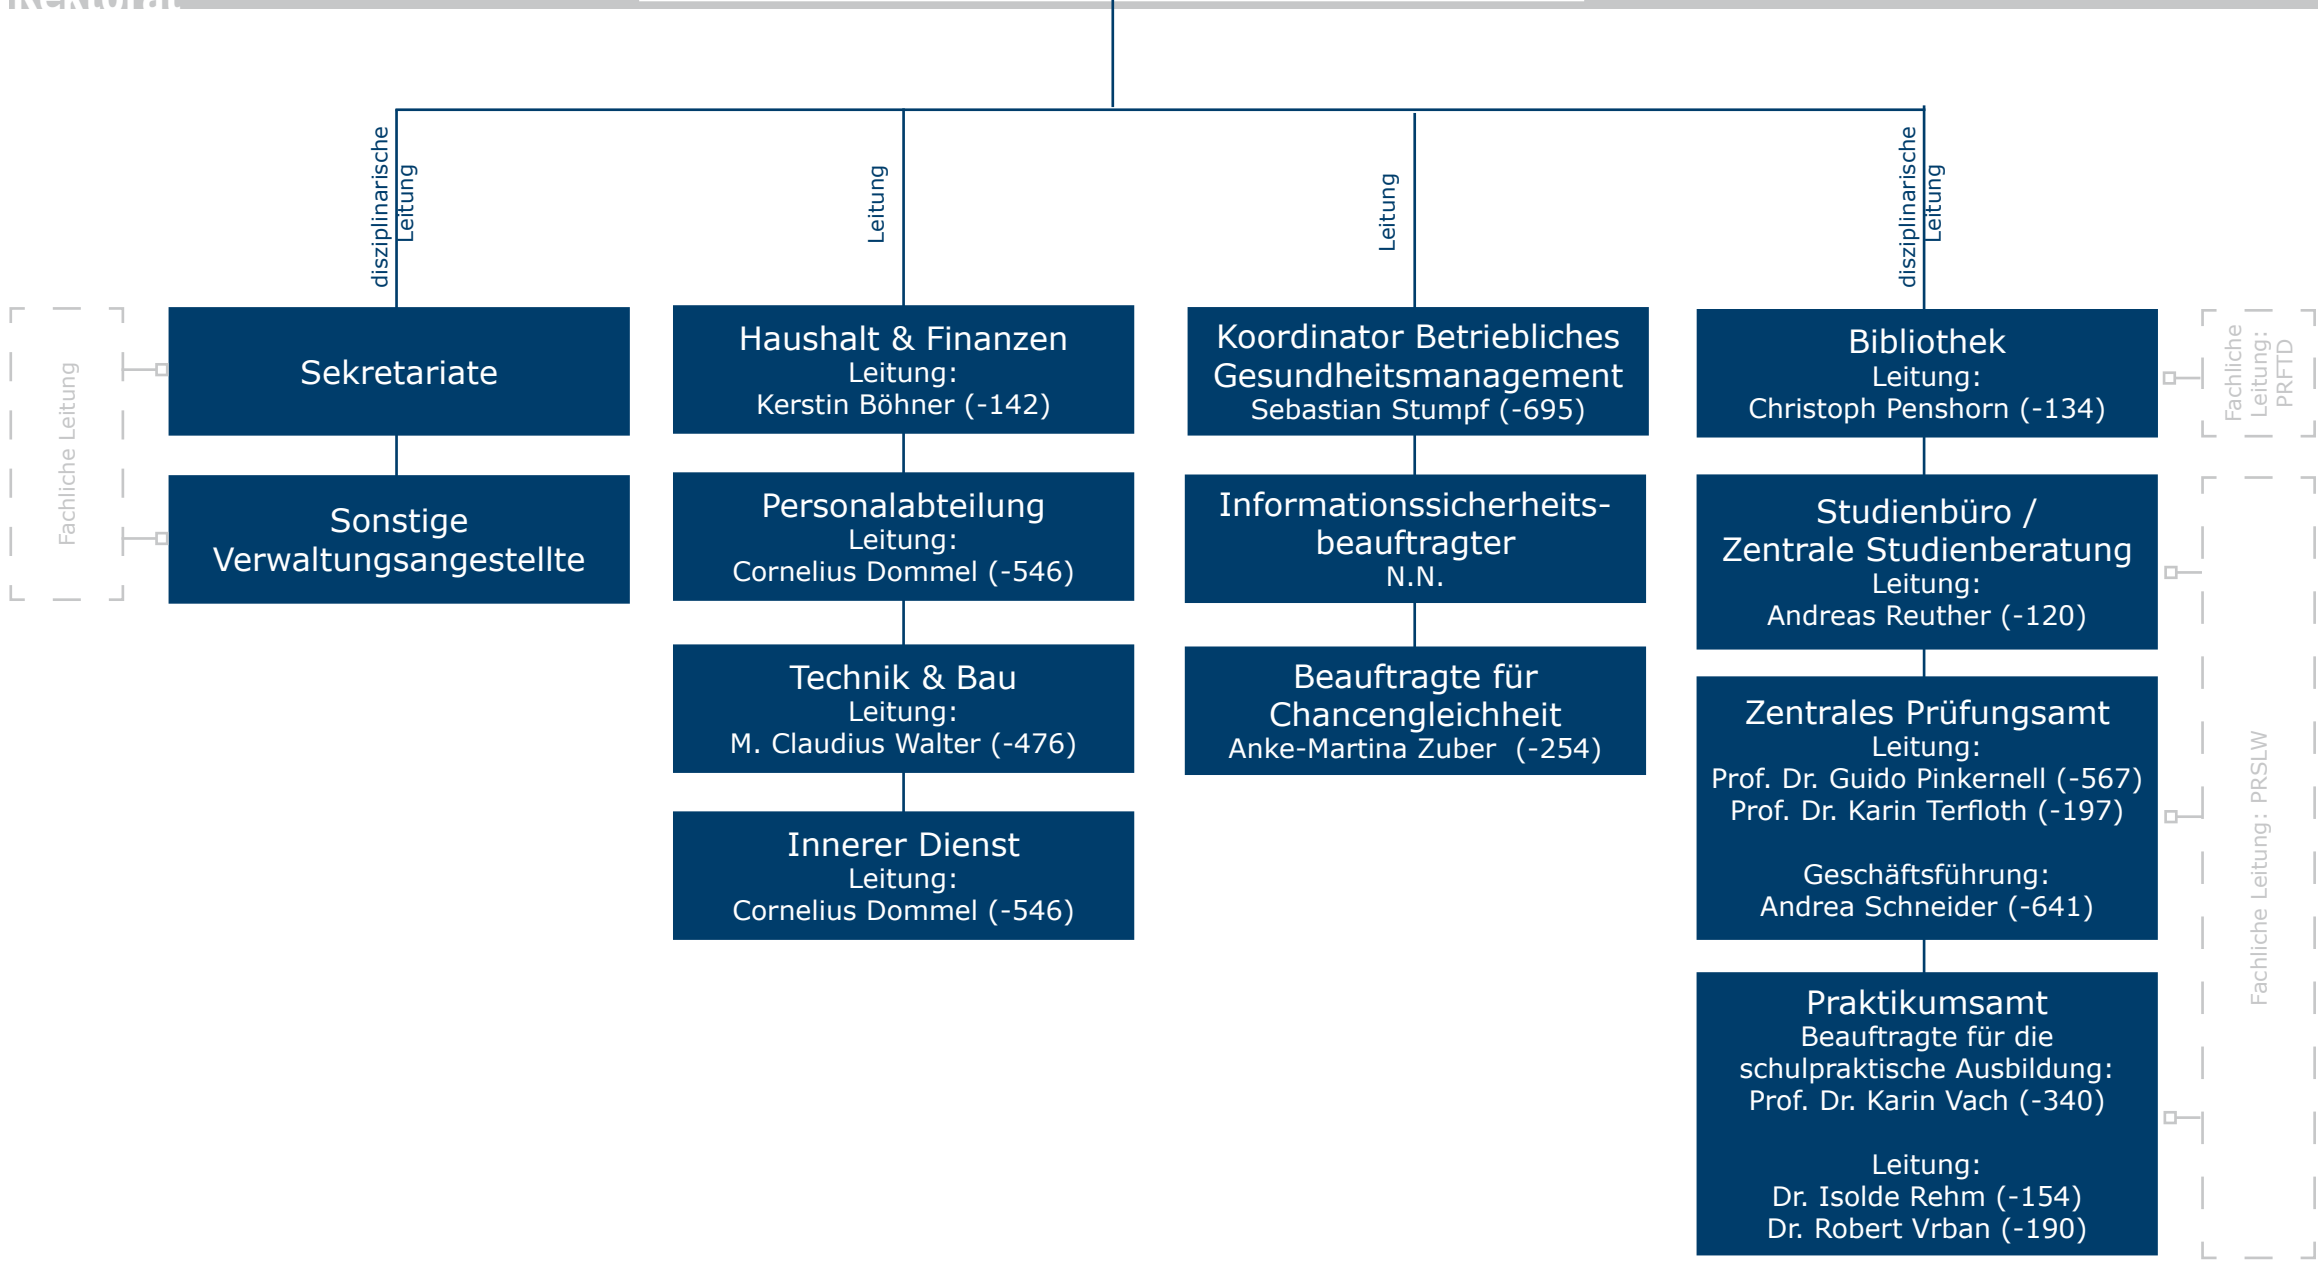 disziplinarische
Leitung
Leitung
Leitung
disziplinarische
Leitung
Fachliche Leitung
Sekretariate
Sonstige
Verwaltungsangestellte
Haushalt & Finanzen
Leitung:
Kerstin Böhner (-142)
Personalabteilung
Leitung:
Cornelius Dommel (-546)
Technik & Bau
Leitung:
M. Claudius Walter (-476)
Innerer Dienst
Leitung:
Cornelius Dommel (-546)
Koordinator Betriebliches
Gesundheitsmanagement
Sebastian Stumpf (-695)
Informationssicherheits-
beauftragter
N.N.
Beauftragte für
Chancengleichheit
Anke-Martina Zuber  (-254)
Bibliothek
Leitung:
Christoph Penshorn (-134)
Studienbüro /
Zentrale Studienberatung
Leitung:
Andreas Reuther (-120)
Zentrales Prüfungsamt
Leitung:
Prof. Dr. Guido Pinkernell (-567)
Prof. Dr. Karin Terfloth (-197)
Geschäftsführung:
Andrea Schneider (-641)
Praktikumsamt
Beauftragte für die
schulpraktische Ausbildung:
Prof. Dr. Karin Vach (-340)
Leitung:
Dr. Isolde Rehm (-154)
Dr. Robert Vrban (-190)
Fachliche
Leitung:
PRFTD
Fachliche Leitung: PRSLW